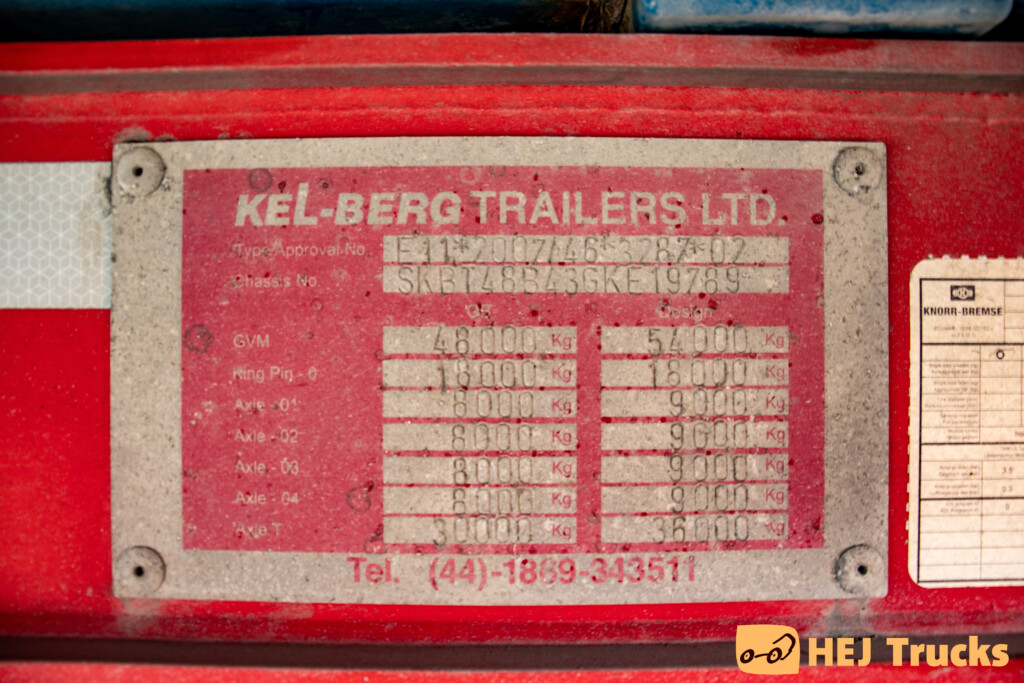 KEL-BERG TRAILERS LTD.
Type Approval No. E11*2007/46*3287*02
Chassis No. SKBT48B43GKE19789
GB Design
GVM 48000 Kg 54000 Kg
King Pin - 0 18000 Kg 18000 Kg
Axle - 01 8000 Kg 9000 Kg
Axle - 02 8000 Kg 9000 Kg
Axle - 03 8000 Kg 9000 Kg
Axle - 04 8000 Kg 9000 Kg
Axle T 30000 Kg 36000 Kg
Tel. (44)-1869-343511
KNORR-BREMSE
HEJ Trucks